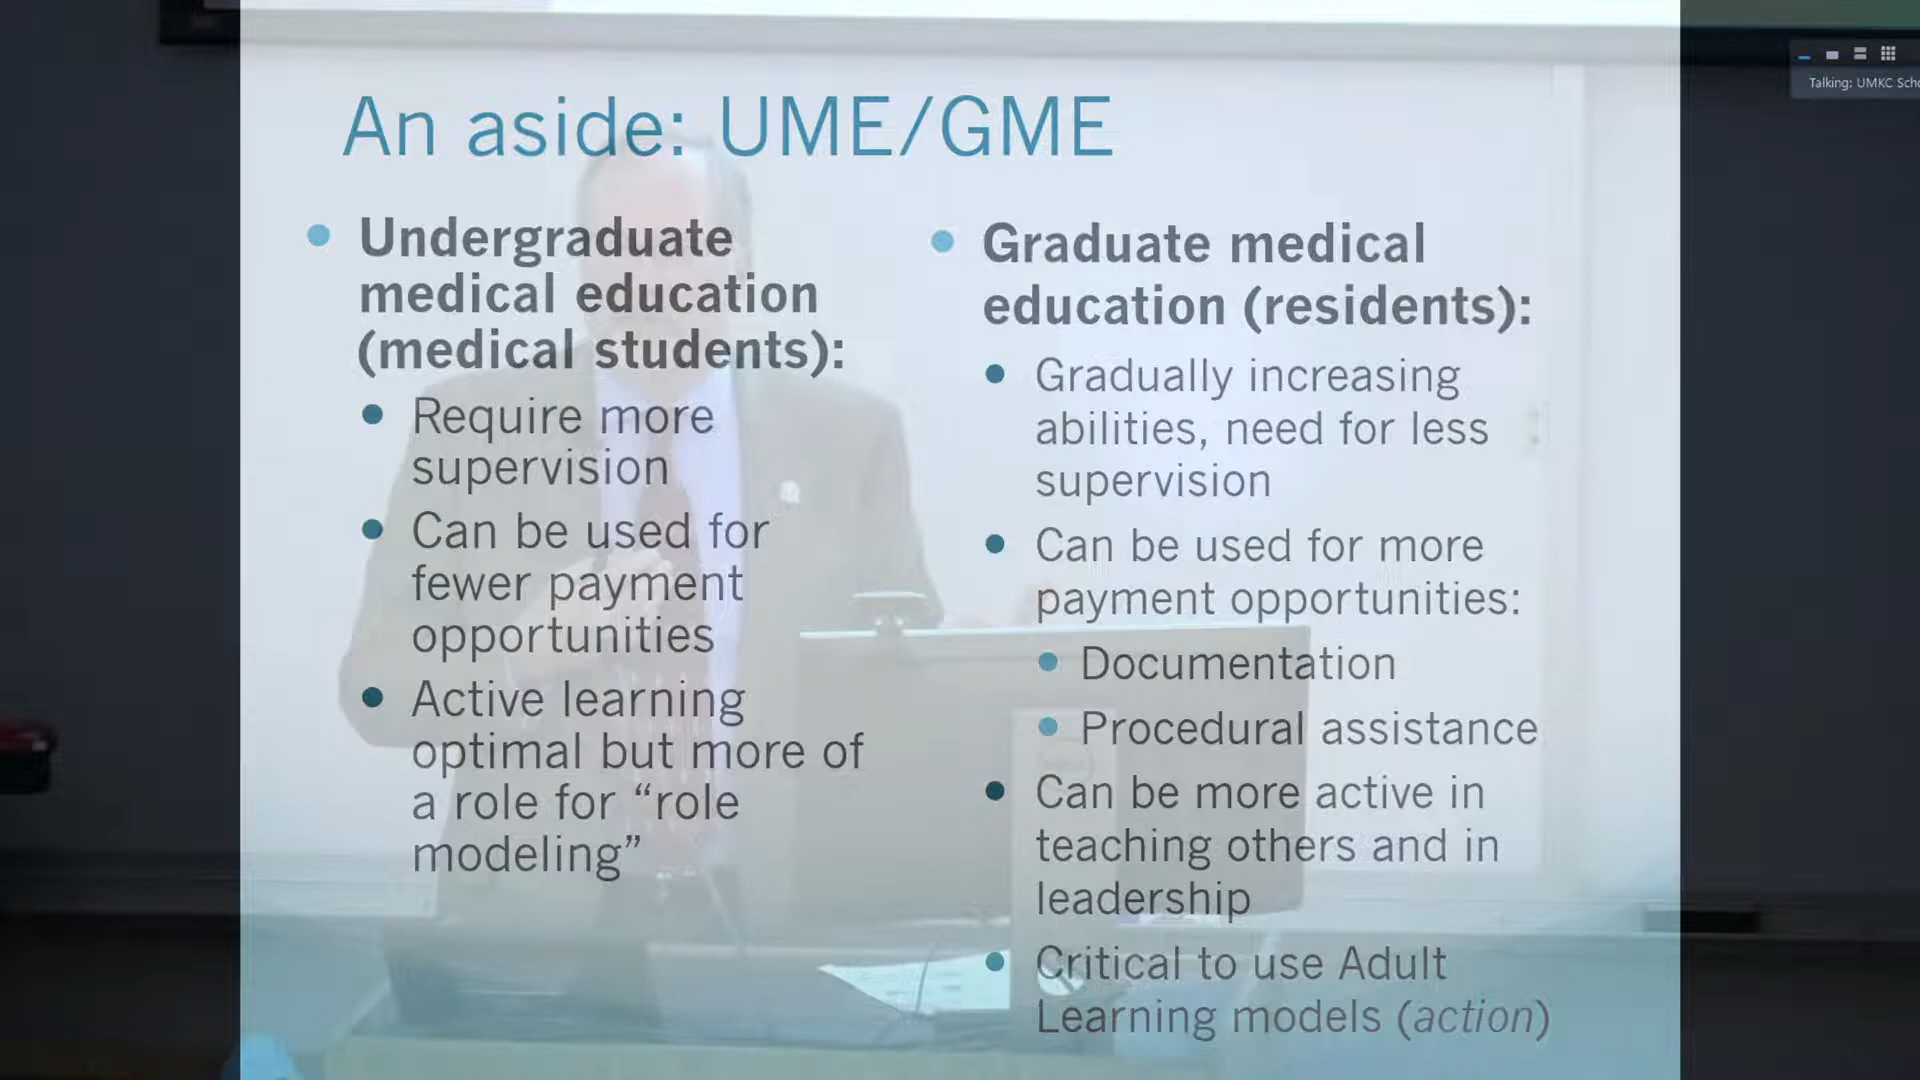 An aside: UME/GME
Undergraduate
medical education
(medical students):
Require more
supervision
Can be used for
fewer payment
opportunities
Active learning
optimal but more of
a role for “role
modeling”
Graduate medical
education (residents):
Gradually increasing
abilities, need for less
supervision
Can be used for more
payment opportunities:
Documentation
Procedural assistance
Can be more active in
teaching others and in
leadership
Critical to use Adult
Learning models (action)
Talking: UMKC Scho